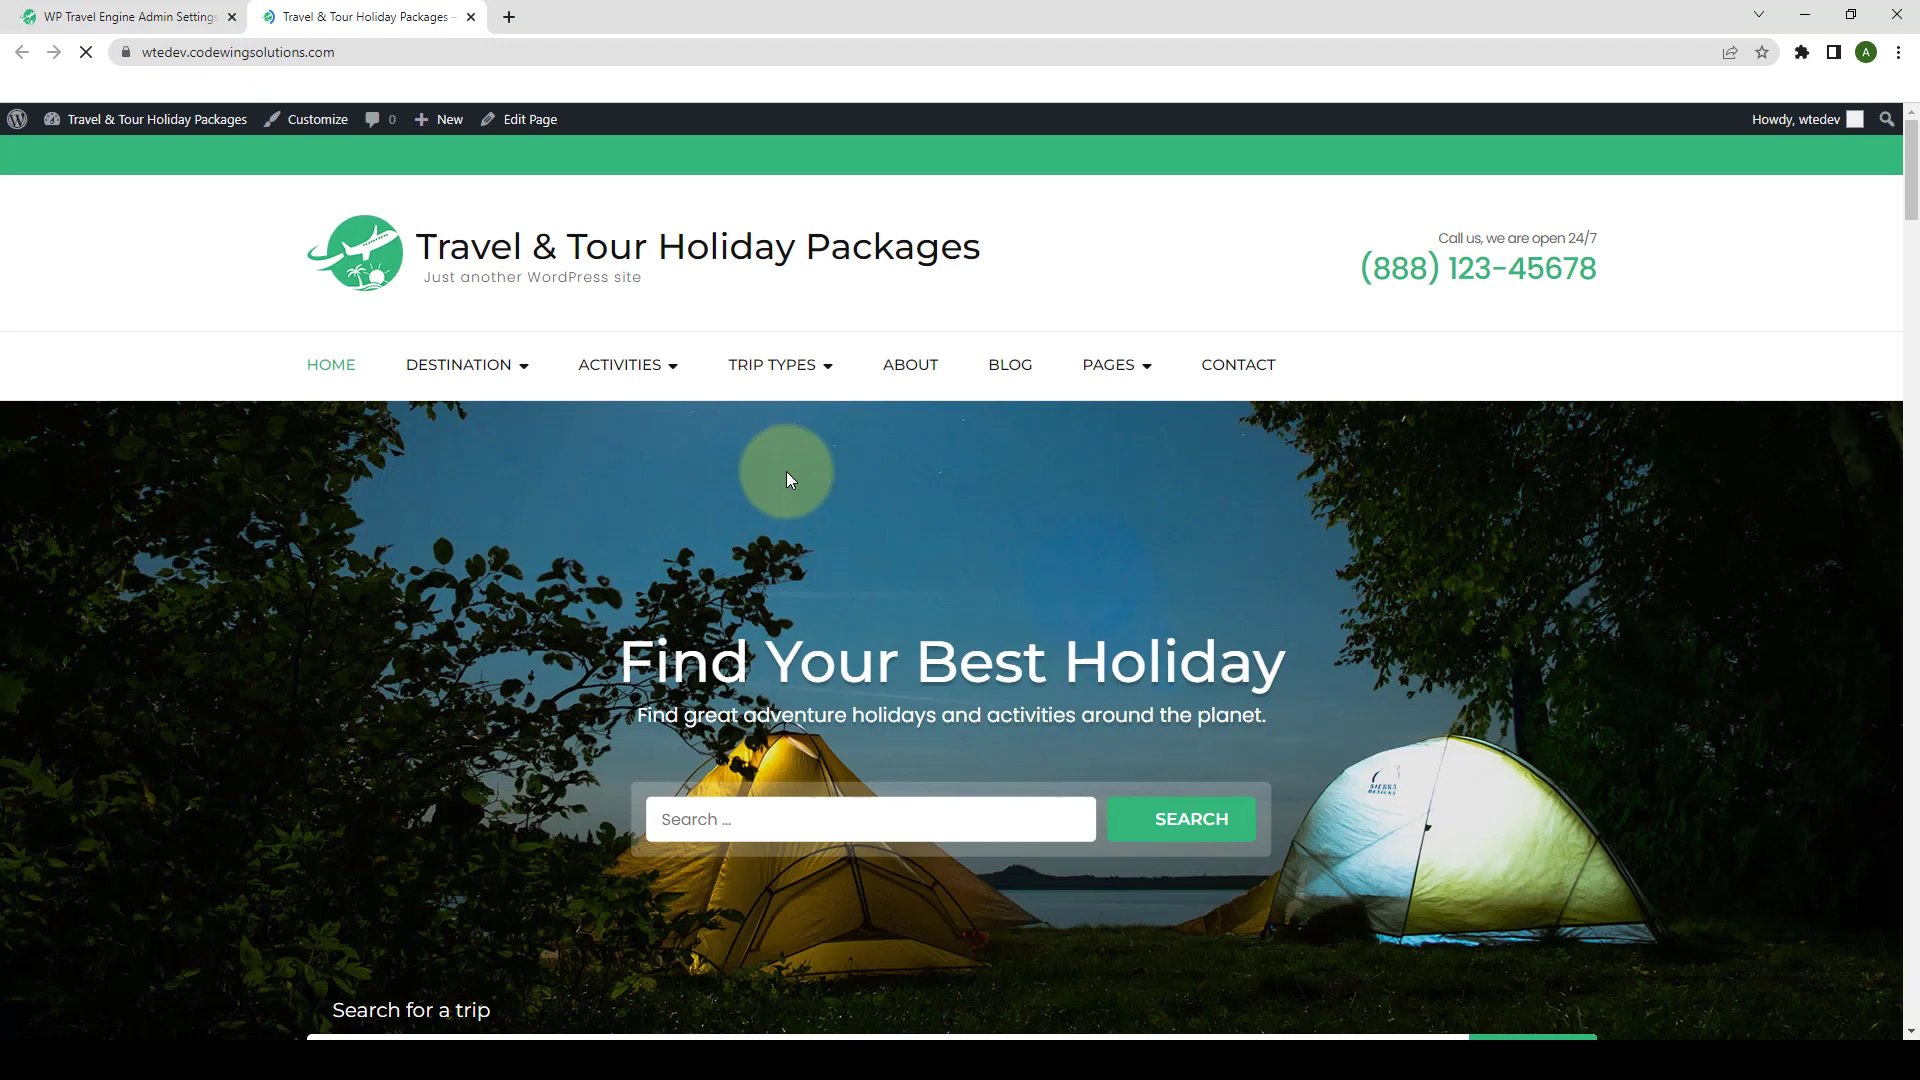 WP Travel Engine Admin Settings
Travel & Tour Holiday Packages –
wtedev.codewingsolutions.com
A
Travel & Tour Holiday Packages
Customize
0
New
Edit Page
Howdy, wtedev
Travel & Tour Holiday Packages
Just another WordPress site
Call us, we are open 24/7
(888) 123-45678
HOME
DESTINATION
ACTIVITIES
TRIP TYPES
ABOUT
BLOG
PAGES
CONTACT
Find Your Best Holiday
Find great adventure holidays and activities around the planet.
SIERRA
DESIGNS
Search ...
SEARCH
Search for a trip